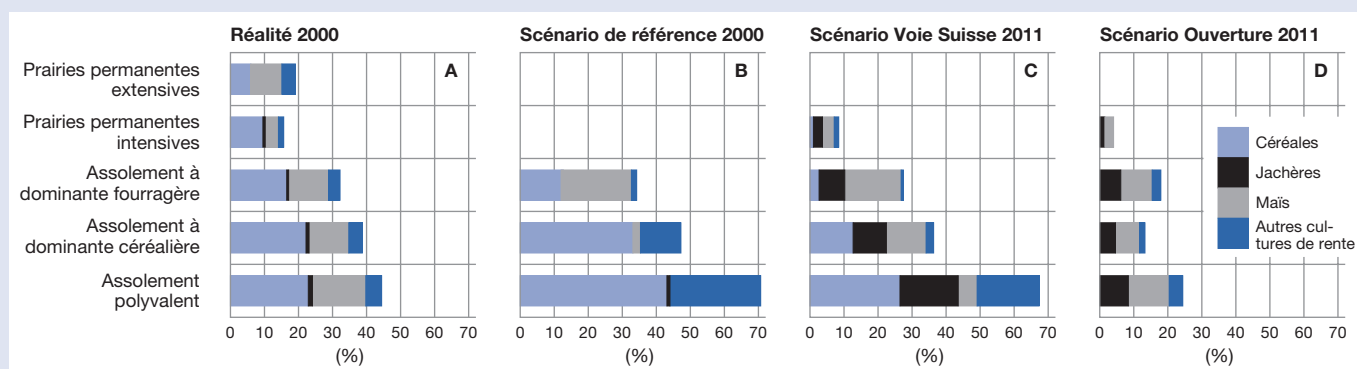 Réalité 2000
Scénario de référence 2000
Scénario Voie Suisse 2011
Scénario Ouverture 2011
A
B
C
D
Prairies permanentes
extensives
Prairies permanentes
intensives
Assolement à
dominante fourragère
Assolement à
dominante céréalière
Assolement
polyvalent
Céréales
Jachères
Maïs
Autres cul-
tures de rente
0 10 20 30 40 50 60 70
0 10 20 30 40 50 60 70
0 10 20 30 40 50 60 70
0 10 20 30 40 50 60 70
(%)
(%)
(%)
(%)